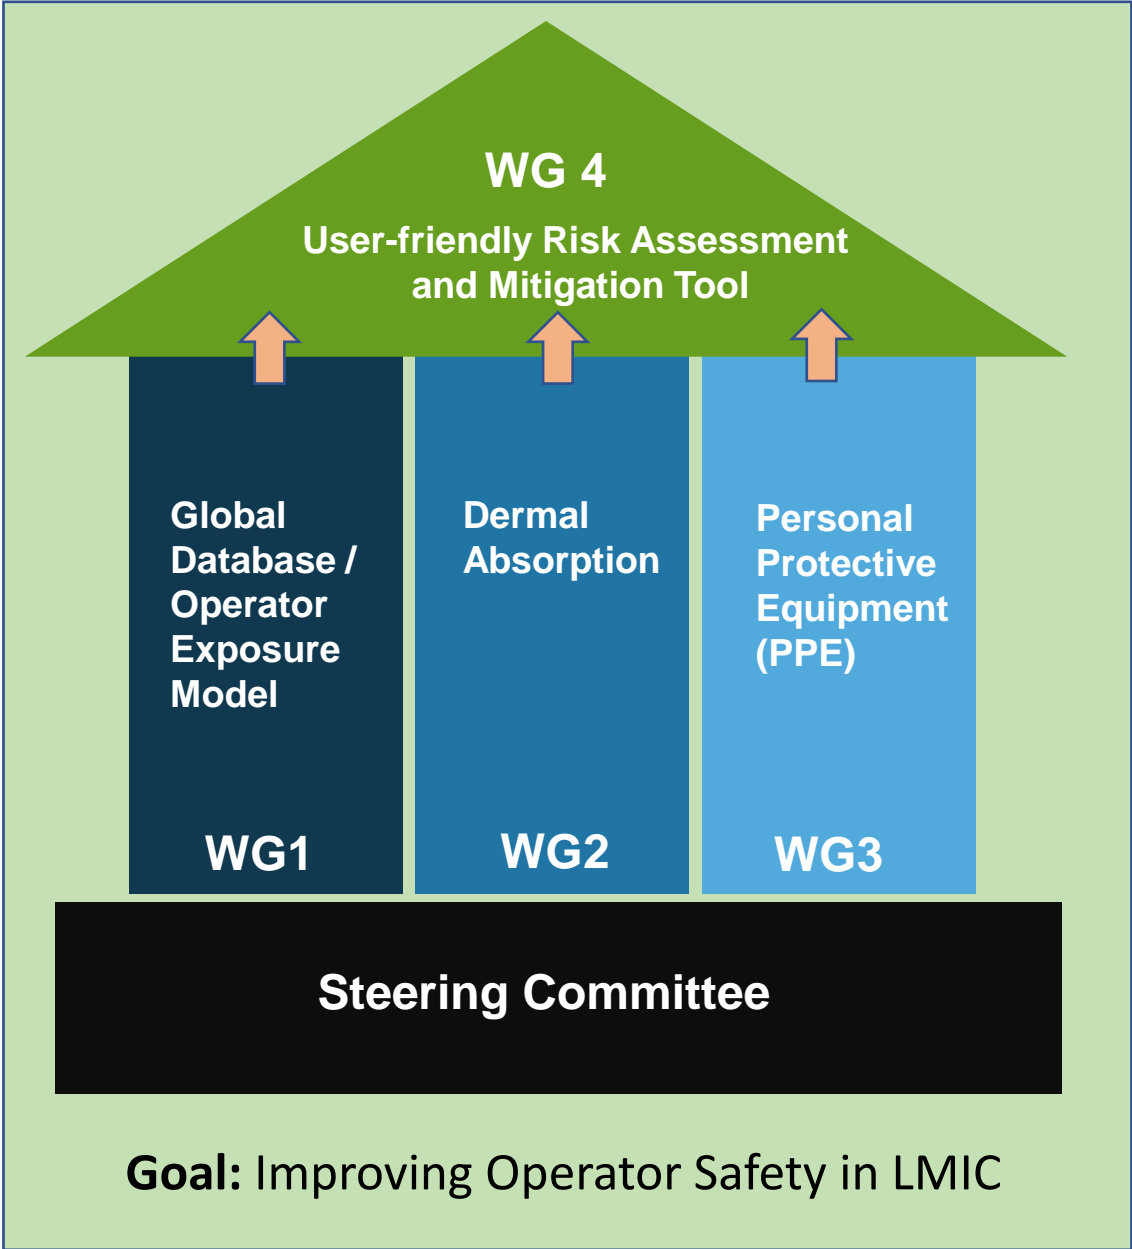 WG 4
User-friendly Risk Assessment
and Mitigation Tool
Global
Database /
Operator
Exposure
Model
WG1
Dermal
Absorption
WG2
Personal
Protective
Equipment
(PPE)
WG3
Steering Committee
Goal: Improving Operator Safety in LMIC